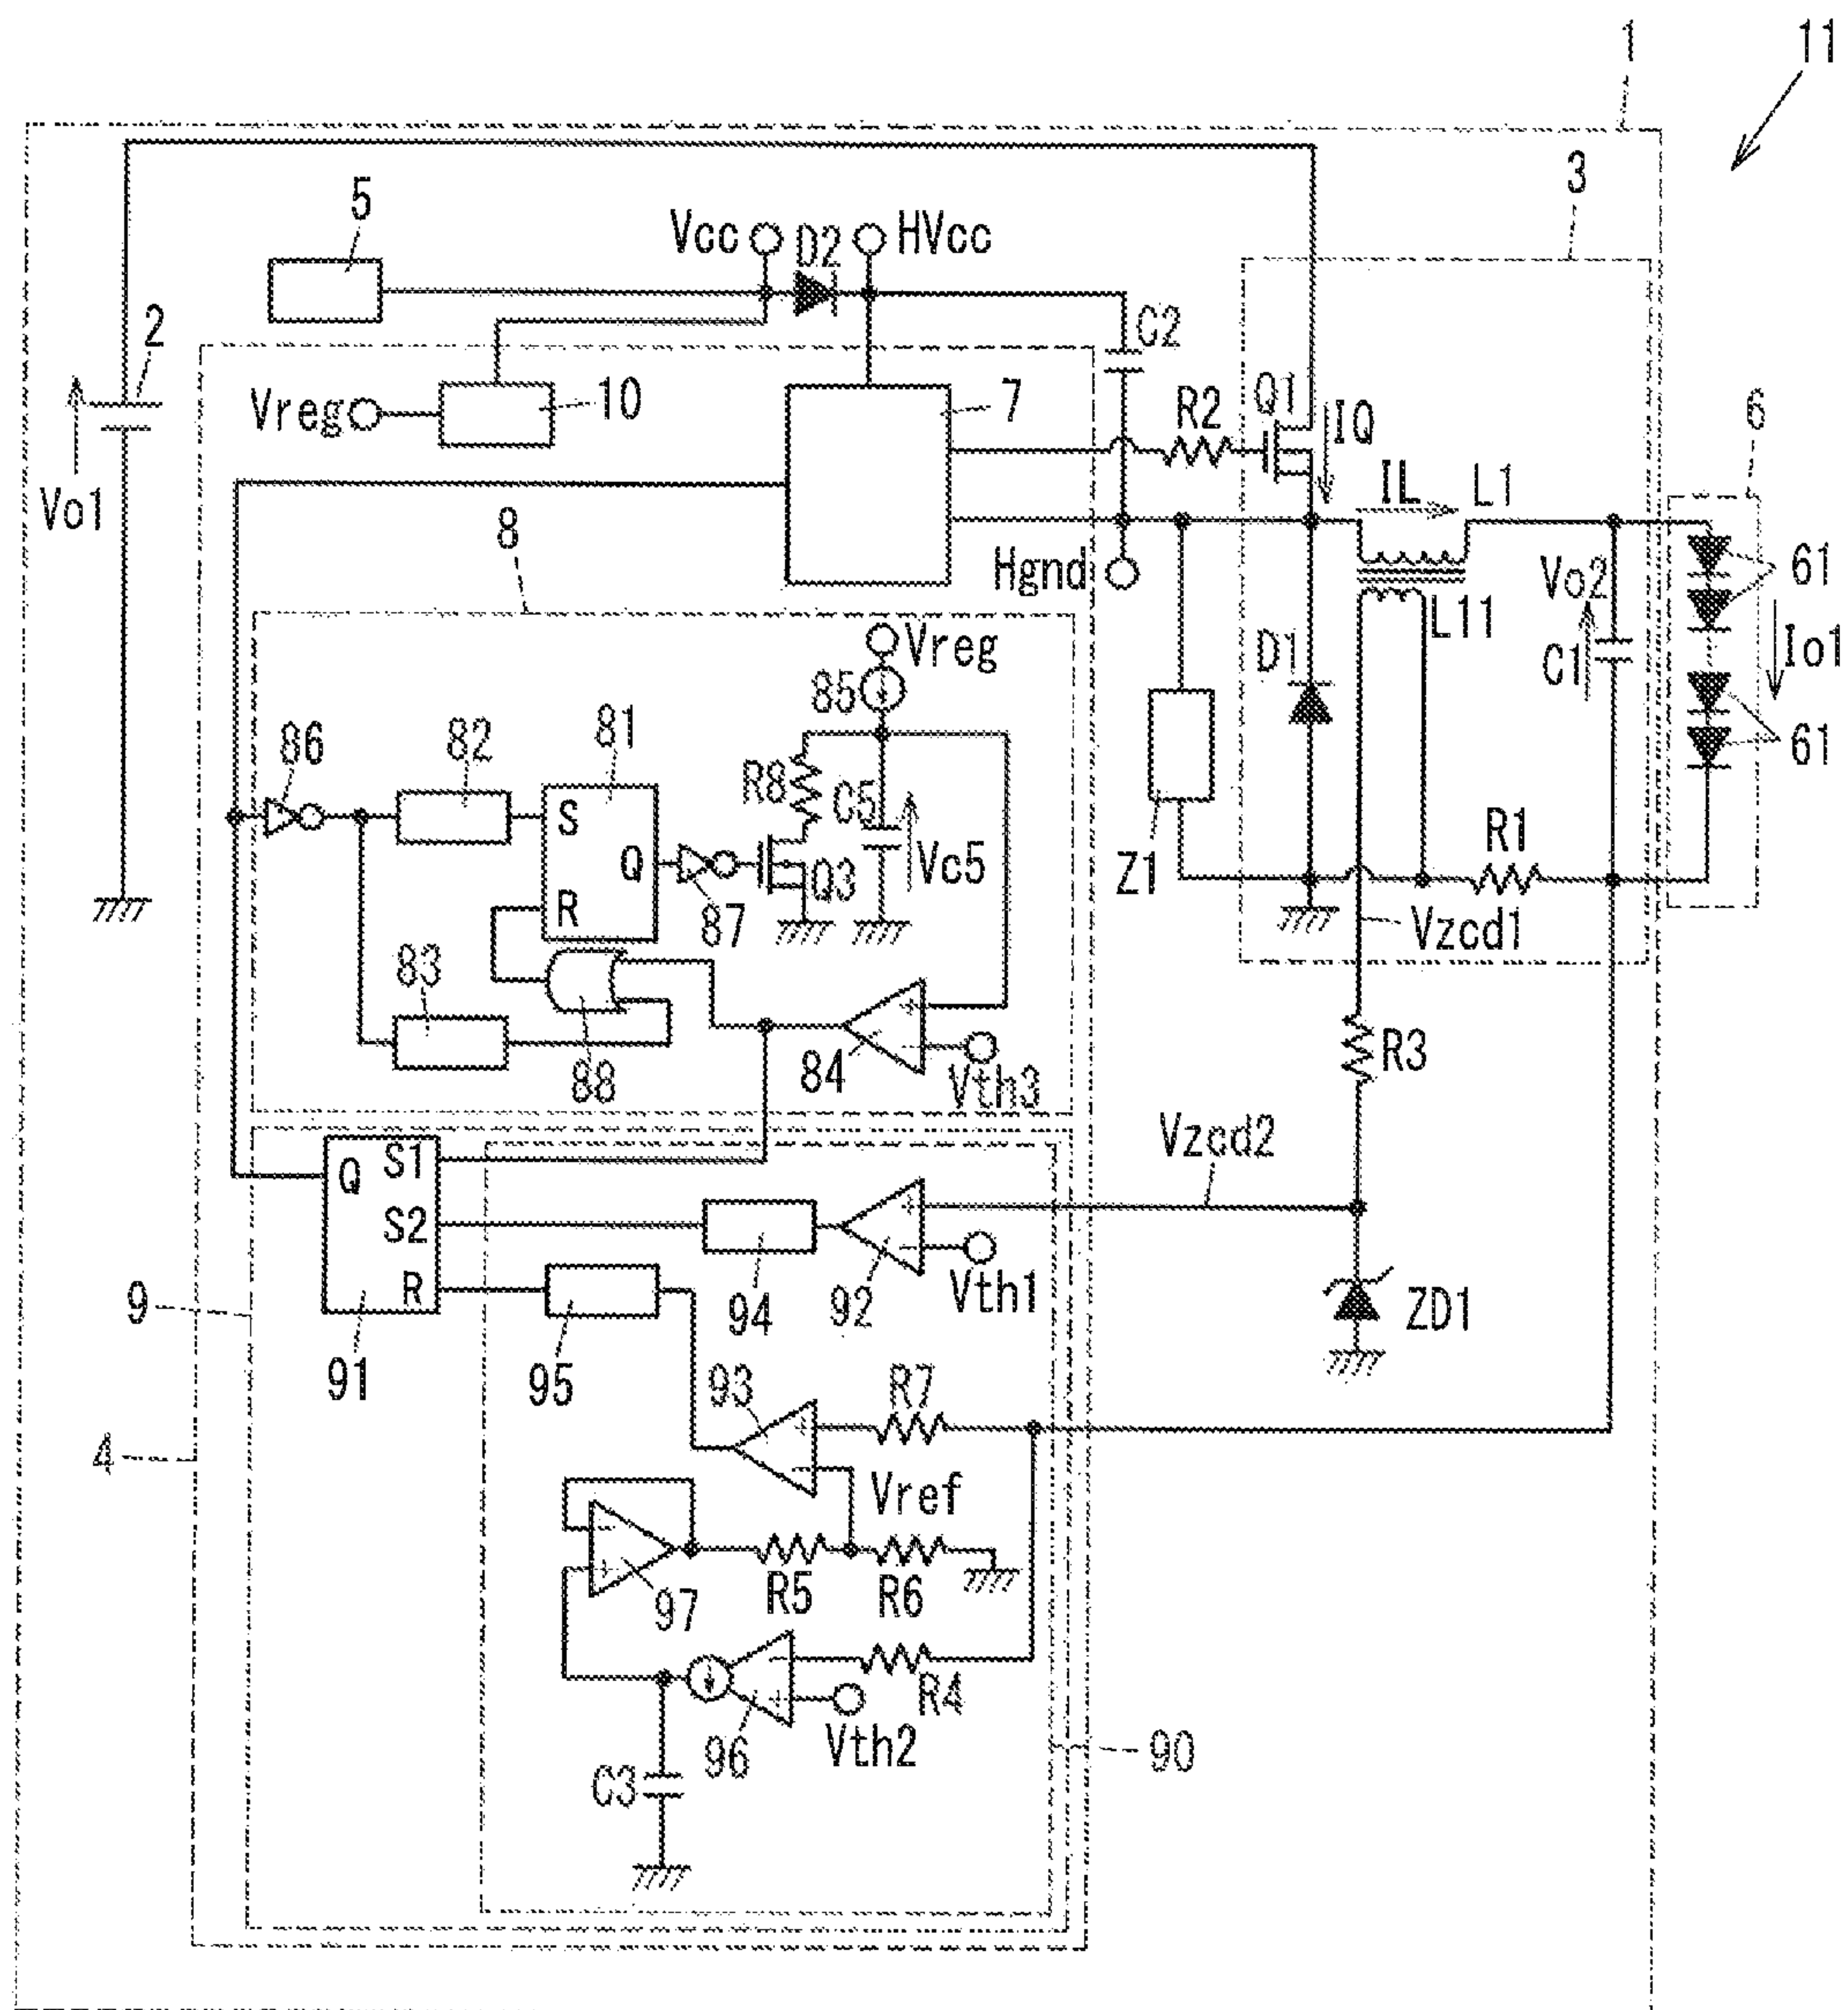 11
1
3
5
Vcc
D2
HVcc
2
C2
Vreg
10
7
R2
Q1
IQ
6
Vo1
IL
L1
8
Hgnd
Vo2
61
L11
Vreg
D1
C1
Io1
85
86
82
81
R8
C5
61
S
Z1
R1
Q
Q3
Vc5
R
87
Vzcd1
83
88
84
Vth3
R3
Vzcd2
Q
S1
S2
R
9
94
92
Vth1
ZD1
91
95
93
R7
4
Vref
97
R5
R6
R4
96
Vth2
90
C3